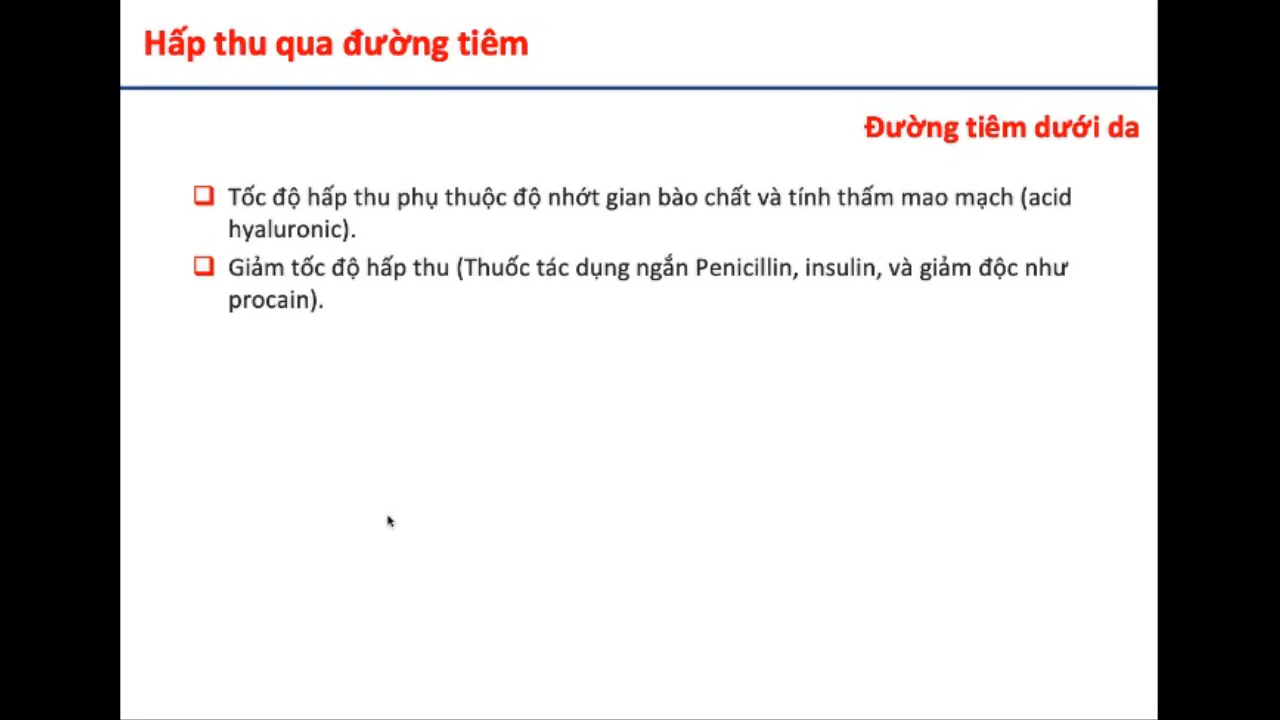 Hấp thu qua đường tiêm
Đường tiêm dưới da
Tốc độ hấp thu phụ thuộc độ nhớt gian bào chất và tính thấm mao mạch (acid
hyaluronic).
Giảm tốc độ hấp thu (Thuốc tác dụng ngắn Penicillin, insulin, và giảm độc như
procain).